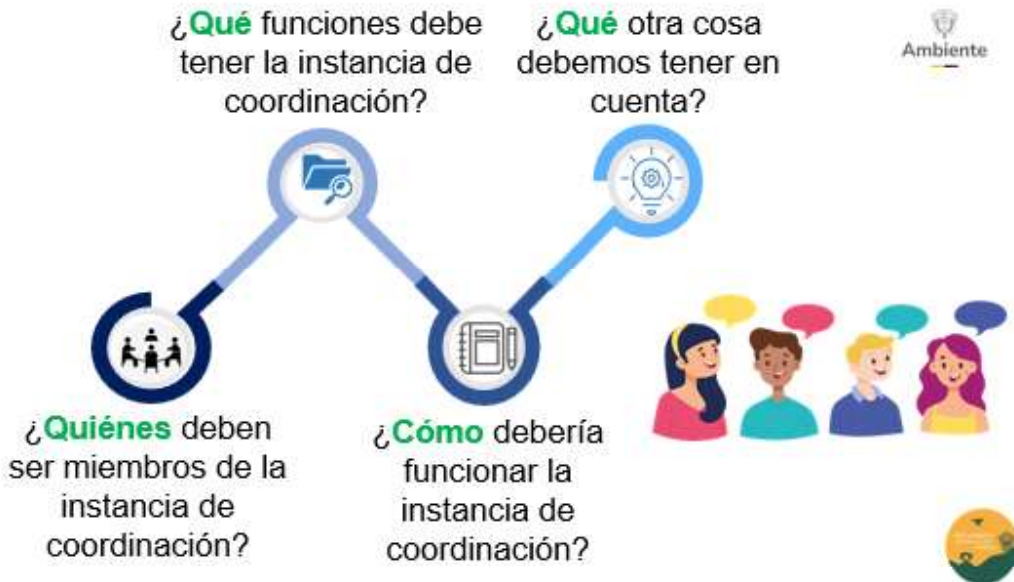 ¿Qué funciones debe
tener la instancia de
coordinación?
¿Qué otra cosa
debemos tener en
cuenta?
Ambiente
¿Quiénes deben
ser miembros de la
instancia de
coordinación?
¿Cómo debería
funcionar la
instancia de
coordinación?